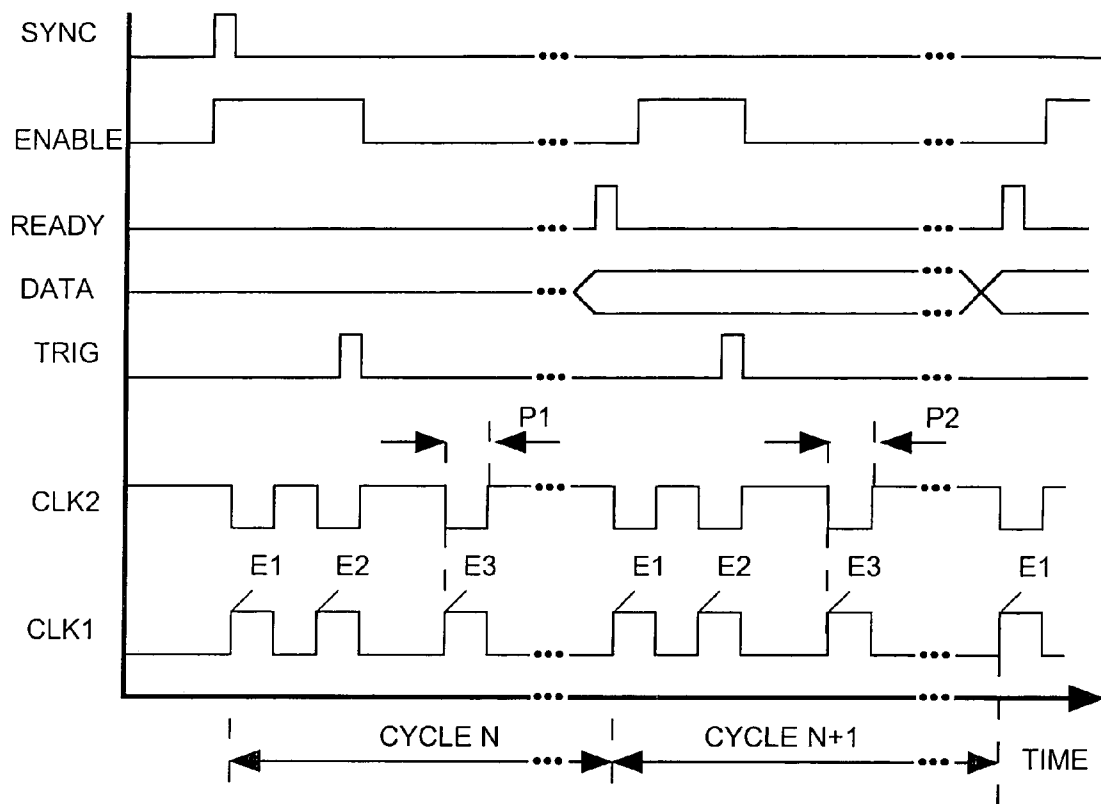 SYNC
ENABLE
READY
DATA
TRIG
P1
P2
CLK2
E1
E2
E3
E1
E2
E3
E1
CLK1
CYCLE N
CYCLE N+1
TIME